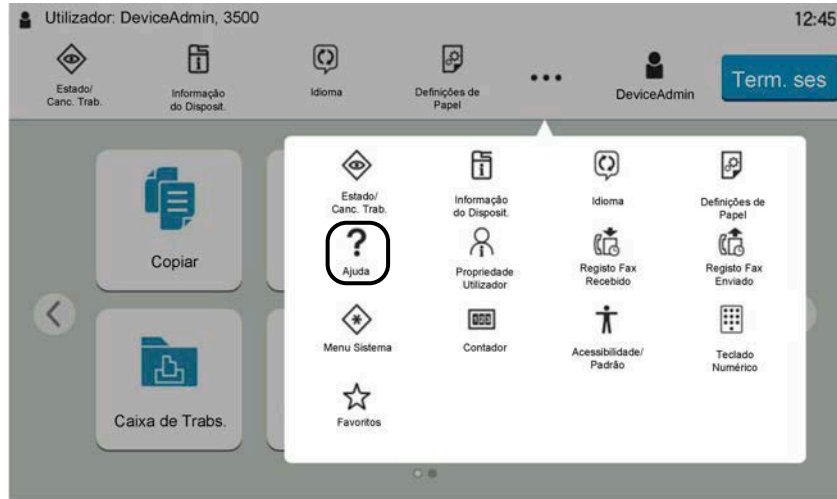 Utilizador: DeviceAdmin, 3500
12:45
Estado/
Canc. Trab.
Informação
do Disposit.
Idioma
Definições de
Papel
DeviceAdmin
Term. ses
Estado/
Canc. Trab.
Informação
do Disposit.
Idioma
Definições de
Papel
?
Ajuda
Propriedade
Utilizador
Registo Fax
Recebido
Registo Fax
Enviado
Menu Sistema
Contador
Acessibilidade/
Padrão
Teclado
Numérico
Favoritos
Copiar
Caixa de Trabs.